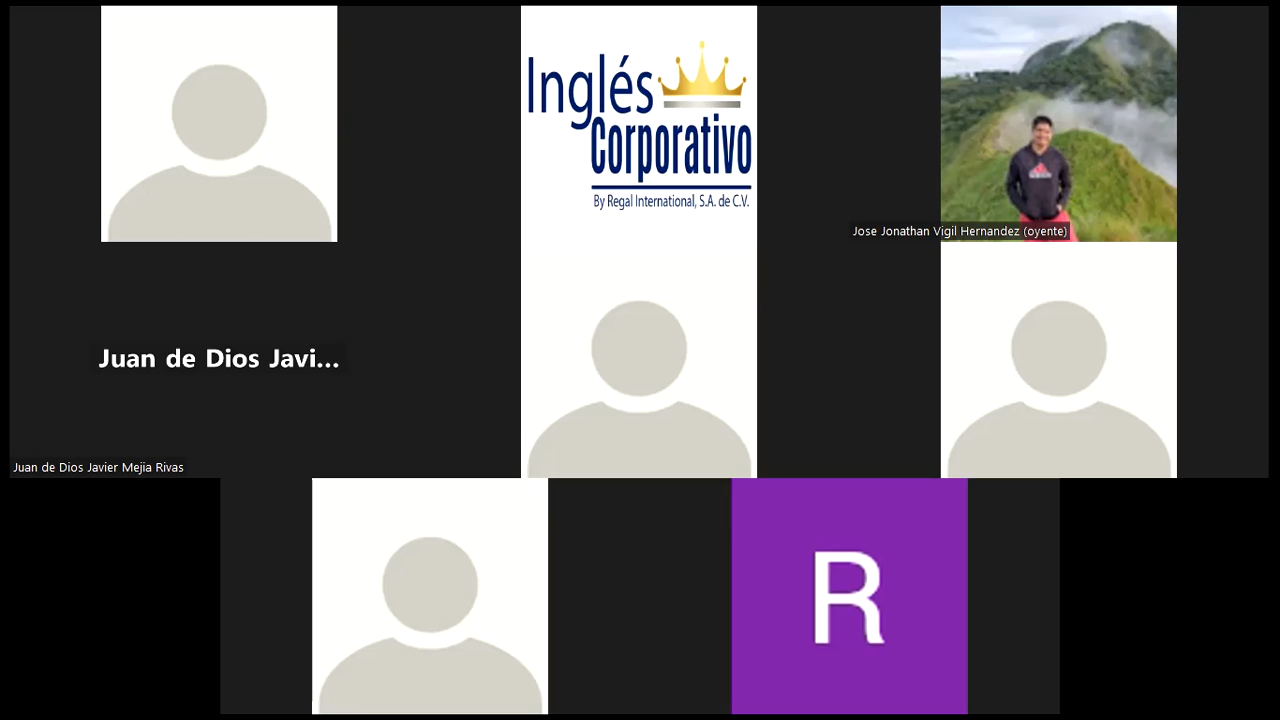 Inglés
Corporativo
By Regal International, S.A. de C.V.
Jose Jonathan Vigil Hernandez (oyente)
Juan de Dios Javi...
Juan de Dios Javier Mejia Rivas
R